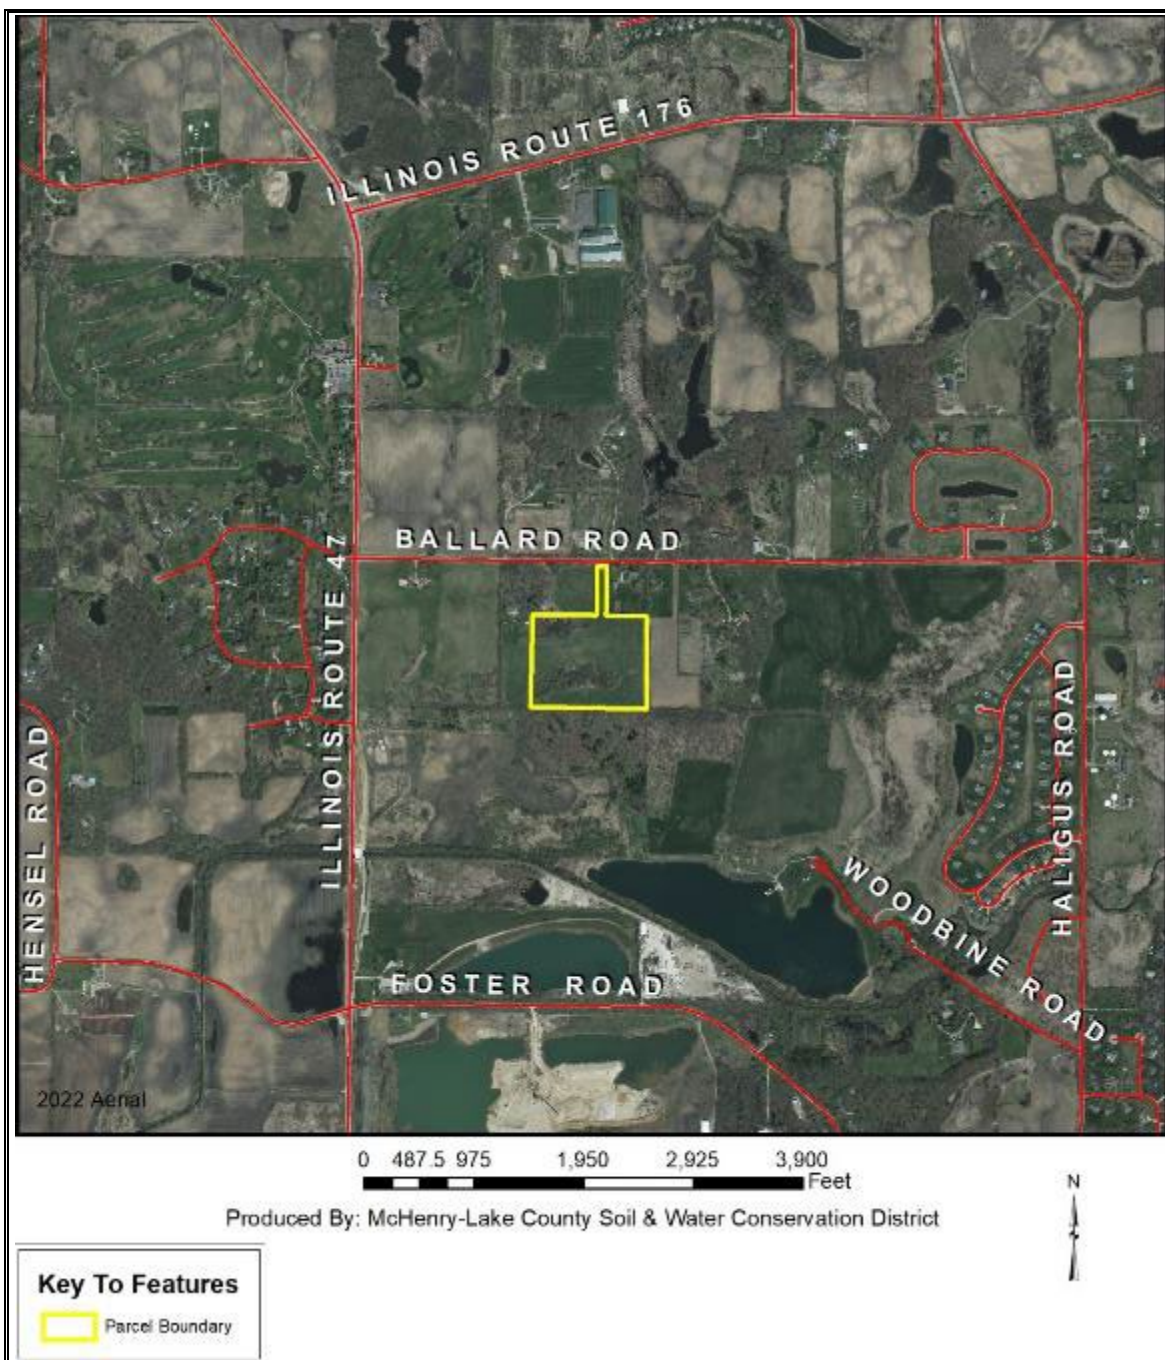 ILLINOIS ROUTE 176
BALLARD ROAD
ILLINOIS ROUTE 47
HENSEL ROAD
HALIGUS ROAD
WOODBINE ROAD
FOSTER ROAD
2022 Aerial
0 487.5 975 1,950 2,925 3,900
Feet
N
Produced By: McHenry-Lake County Soil & Water Conservation District
Key To Features
Parcel Boundary